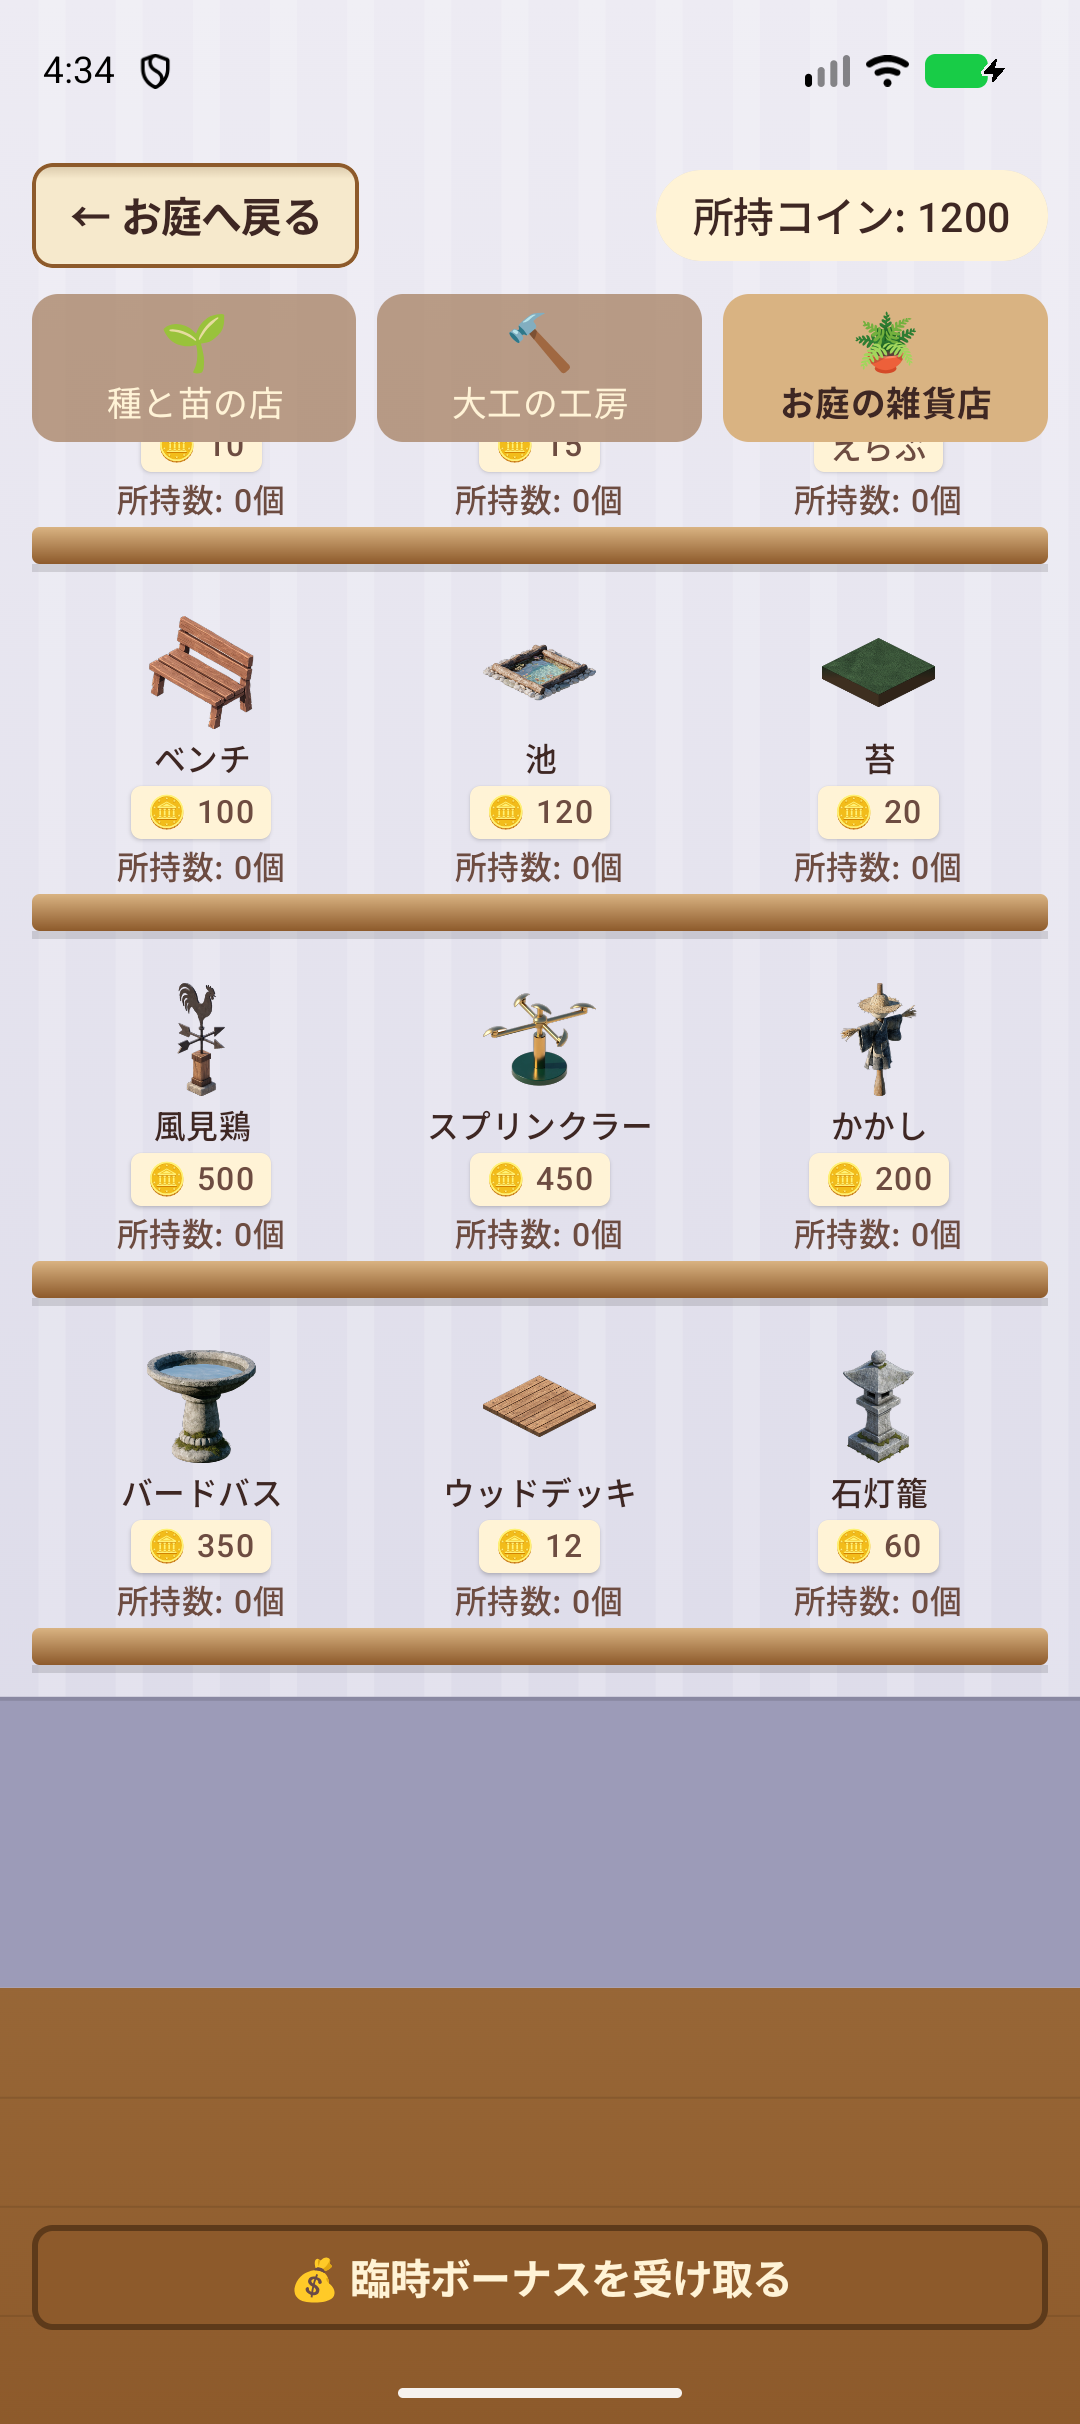 4:34
← お庭へ戻る
所持コイン: 1200
🌱
種と苗の店
🔨
大工の工房
🪴
お庭の雑貨店
🪙 10
🪙 15
えらぶ
所持数: 0個
所持数: 0個
所持数: 0個
ベンチ
池
苔
🪙 100
🪙 120
🪙 20
所持数: 0個
所持数: 0個
所持数: 0個
風見鶏
スプリンクラー
かかし
🪙 500
🪙 450
🪙 200
所持数: 0個
所持数: 0個
所持数: 0個
バードバス
ウッドデッキ
石灯籠
🪙 350
🪙 12
🪙 60
所持数: 0個
所持数: 0個
所持数: 0個
💰 臨時ボーナスを受け取る